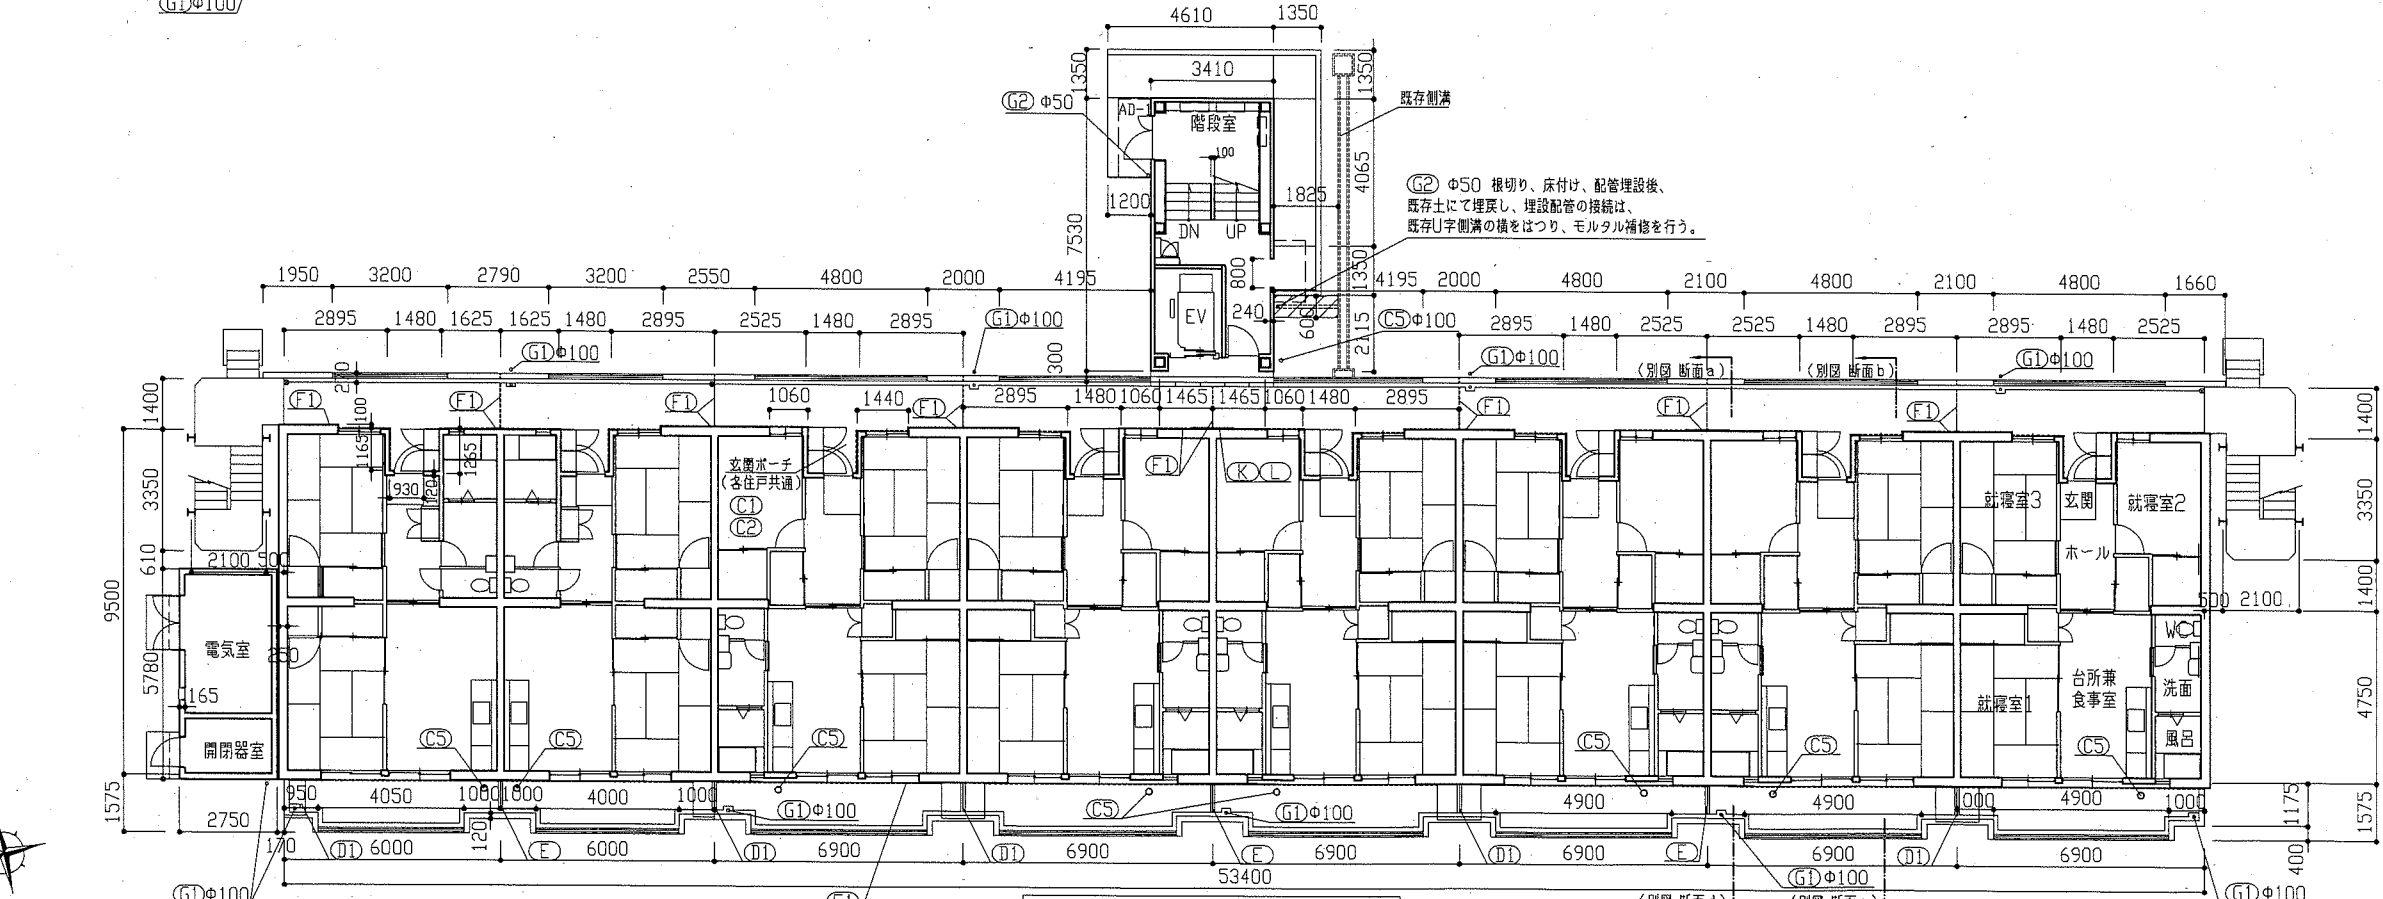 (G1)Φ100
4610 1350
1350
3410
1350
(G2) Φ50
AD-1
階段室
100
既存側溝
4065
(G2) Φ50 根切り、床付け、配管埋設後、
既存土にて埋戻し、埋設配管の接続は、
既存U字側溝の横をはつり、モルタル補修を行う。
1200
1825
7530
DN UP
800
1350
1950 3200 2790 3200 2550 4800 2000 4195
4195 2000 4800 2100 4800 2100 4800 1660
EV
240
600
2115
2895 1480 1625 1625 1480 2895 2525 1480 2895
(G1)Φ100
(C5)Φ100
2895 1480 2525 2525 1480 2895 2895 1480 2525
(G1)Φ100
300
(G1)Φ100
(別図 断面a)
(別図 断面b)
(G1)Φ100
1400
(F1)
100
(F1)
(F1)
1060
1440
(F1)
2895 1480 1060 1465 1465 1060 1480 2895
(F1)
(F1)
(F1)
1400
1165
1265
930
120
玄関ポーチ
(各住戸共通)
(C1)
(C2)
(F1)
(K)(L)
3350
就寝室3
玄関
就寝室2
ホール
3350
610
2100 500
1400
500 2100
9500
電気室
250
5780
165
開閉器室
WC
台所兼
食事室
洗面
就寝室1
風呂
4750
(C5)
(C5)
(C5)
(C5)
(C5)
(C5)
1575
950 4050 1000 1000 4000 1000
(G1)Φ100
(C5)
(G1)Φ100
4900 4900 1000 4900 1000
1175
1575
2750
170
(D1) 6000
120
(E) 6000 (D1) 6900 (D1) 6900 (E) 6900 (D1) 6900 (E) 6900 (D1) 6900
400
53400
(G1)Φ100
(G1)Φ100
(G1)Φ100